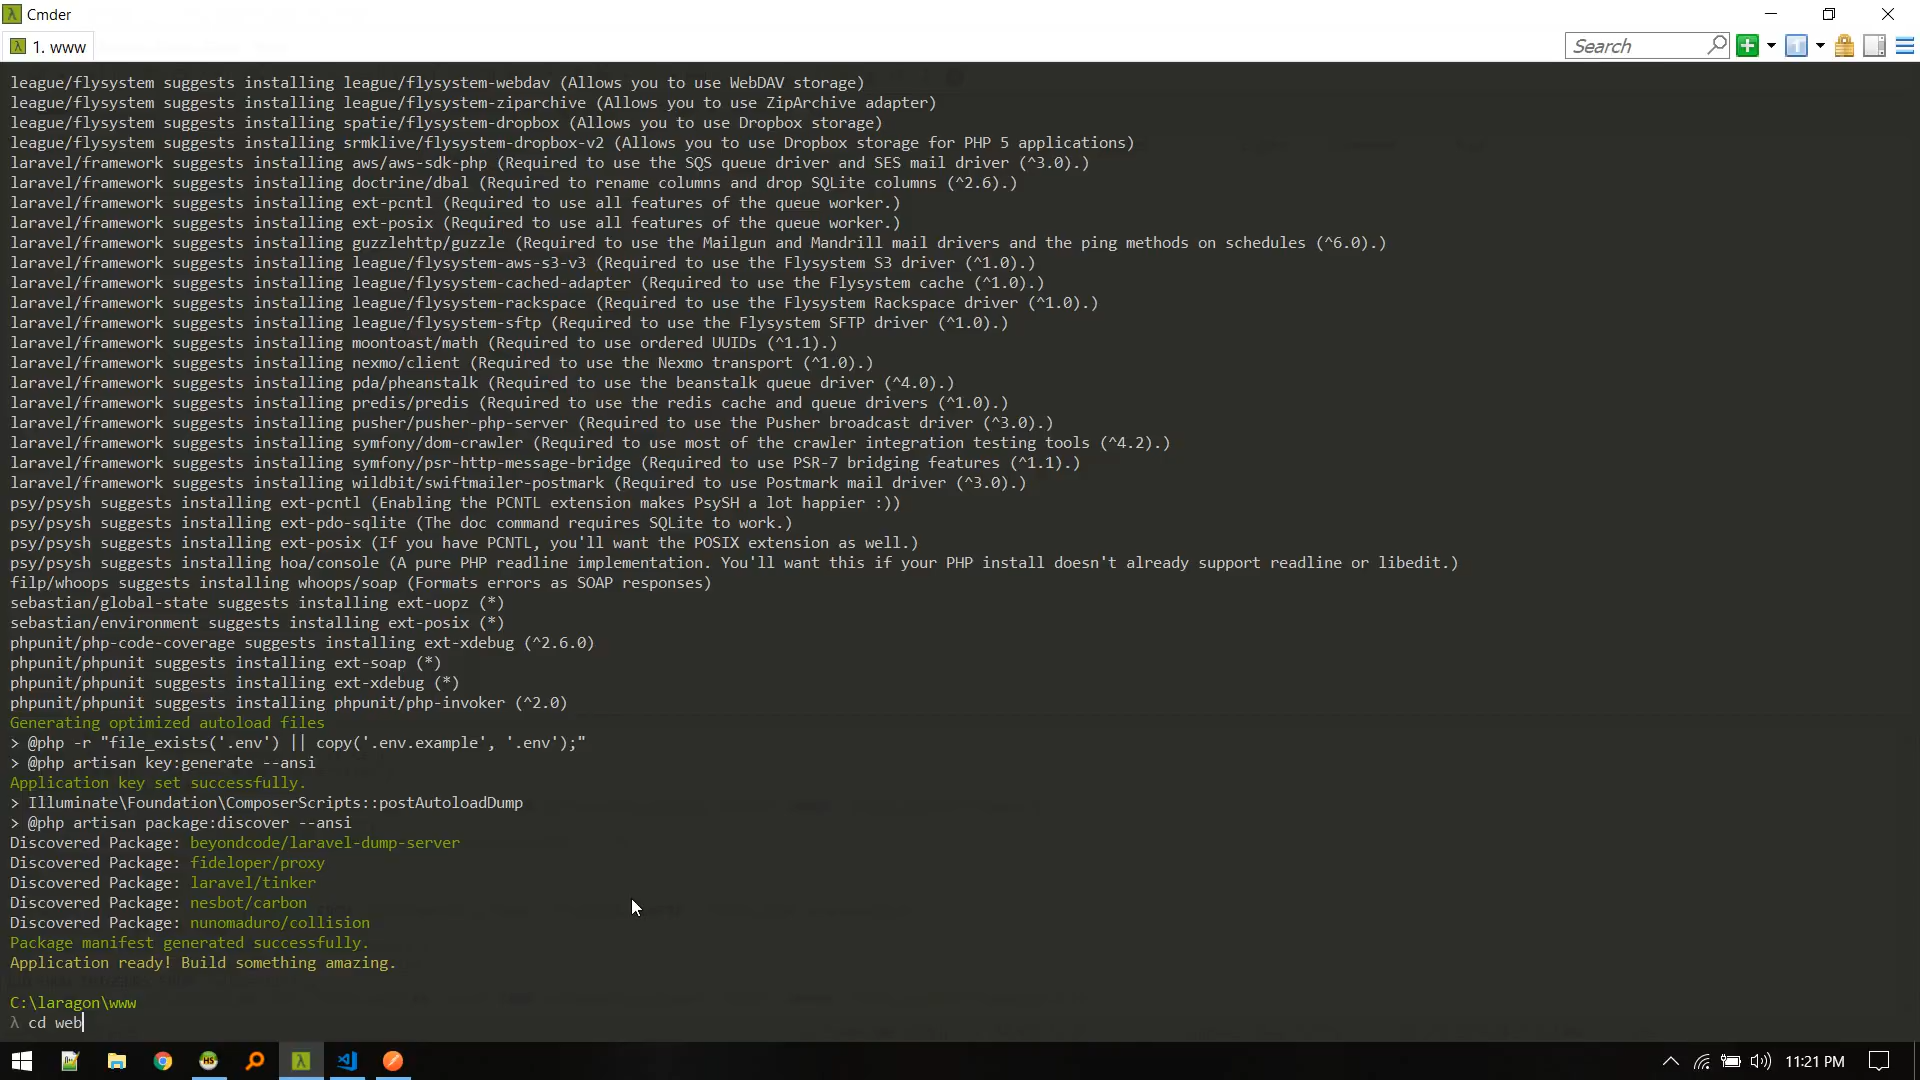 Cmder
1. www
Search
league/flysystem suggests installing league/flysystem-webdav (Allows you to use WebDAV storage)
league/flysystem suggests installing league/flysystem-ziparchive (Allows you to use ZipArchive adapter)
league/flysystem suggests installing spatie/flysystem-dropbox (Allows you to use Dropbox storage)
league/flysystem suggests installing srmklive/flysystem-dropbox-v2 (Allows you to use Dropbox storage for PHP 5 applications)
laravel/framework suggests installing aws/aws-sdk-php (Required to use the SQS queue driver and SES mail driver (^3.0).)
laravel/framework suggests installing doctrine/dbal (Required to rename columns and drop SQLite columns (^2.6).)
laravel/framework suggests installing ext-pcntl (Required to use all features of the queue worker.)
laravel/framework suggests installing ext-posix (Required to use all features of the queue worker.)
laravel/framework suggests installing guzzlehttp/guzzle (Required to use the Mailgun and Mandrill mail drivers and the ping methods on schedules (^6.0).)
laravel/framework suggests installing league/flysystem-aws-s3-v3 (Required to use the Flysystem S3 driver (^1.0).)
laravel/framework suggests installing league/flysystem-cached-adapter (Required to use the Flysystem cache (^1.0).)
laravel/framework suggests installing league/flysystem-rackspace (Required to use the Flysystem Rackspace driver (^1.0).)
laravel/framework suggests installing league/flysystem-sftp (Required to use the Flysystem SFTP driver (^1.0).)
laravel/framework suggests installing moontoast/math (Required to use ordered UUIDs (^1.1).)
laravel/framework suggests installing nexmo/client (Required to use the Nexmo transport (^1.0).)
laravel/framework suggests installing pda/pheanstalk (Required to use the beanstalk queue driver (^4.0).)
laravel/framework suggests installing predis/predis (Required to use the redis cache and queue drivers (^1.0).)
laravel/framework suggests installing pusher/pusher-php-server (Required to use the Pusher broadcast driver (^3.0).)
laravel/framework suggests installing symfony/dom-crawler (Required to use most of the crawler integration testing tools (^4.2).)
laravel/framework suggests installing symfony/psr-http-message-bridge (Required to use PSR-7 bridging features (^1.1).)
laravel/framework suggests installing wildbit/swiftmailer-postmark (Required to use Postmark mail driver (^3.0).)
psy/psysh suggests installing ext-pcntl (Enabling the PCNTL extension makes PsySH a lot happier :))
psy/psysh suggests installing ext-pdo-sqlite (The doc command requires SQLite to work.)
psy/psysh suggests installing ext-posix (If you have PCNTL, you'll want the POSIX extension as well.)
psy/psysh suggests installing hoa/console (A pure PHP readline implementation. You'll want this if your PHP install doesn't already support readline or libedit.)
filp/whoops suggests installing whoops/soap (Formats errors as SOAP responses)
sebastian/global-state suggests installing ext-uopz (*)
sebastian/environment suggests installing ext-posix (*)
phpunit/php-code-coverage suggests installing ext-xdebug (^2.6.0)
phpunit/phpunit suggests installing ext-soap (*)
phpunit/phpunit suggests installing ext-xdebug (*)
phpunit/phpunit suggests installing phpunit/php-invoker (^2.0)
Generating optimized autoload files
> @php -r "file_exists('.env') || copy('.env.example', '.env');"
> @php artisan key:generate --ansi
Application key set successfully.
> Illuminate\Foundation\ComposerScripts::postAutoloadDump
> @php artisan package:discover --ansi
Discovered Package: beyondcode/laravel-dump-server
Discovered Package: fideloper/proxy
Discovered Package: laravel/tinker
Discovered Package: nesbot/carbon
Discovered Package: nunomaduro/collision
Package manifest generated successfully.
Application ready! Build something amazing.
C:\laragon\www
λ cd web
11:21 PM